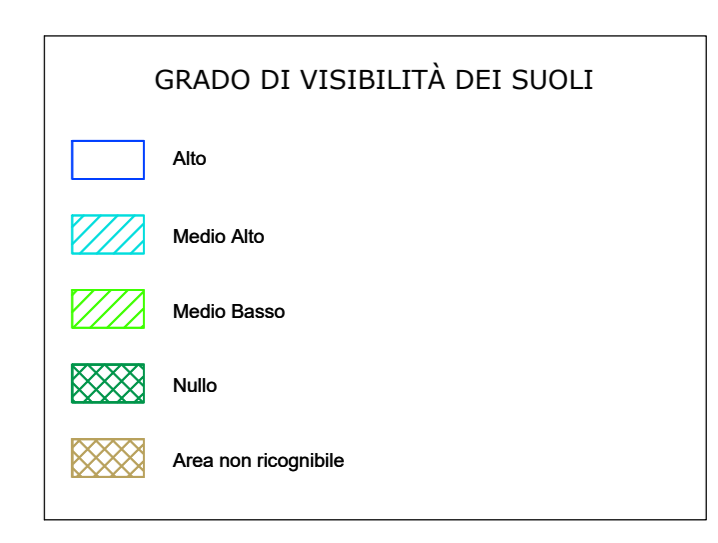 GRADO DI VISIBILITÀ DEI SUOLI
Alto
Medio Alto
Medio Basso
Nullo
Area non ricognibile